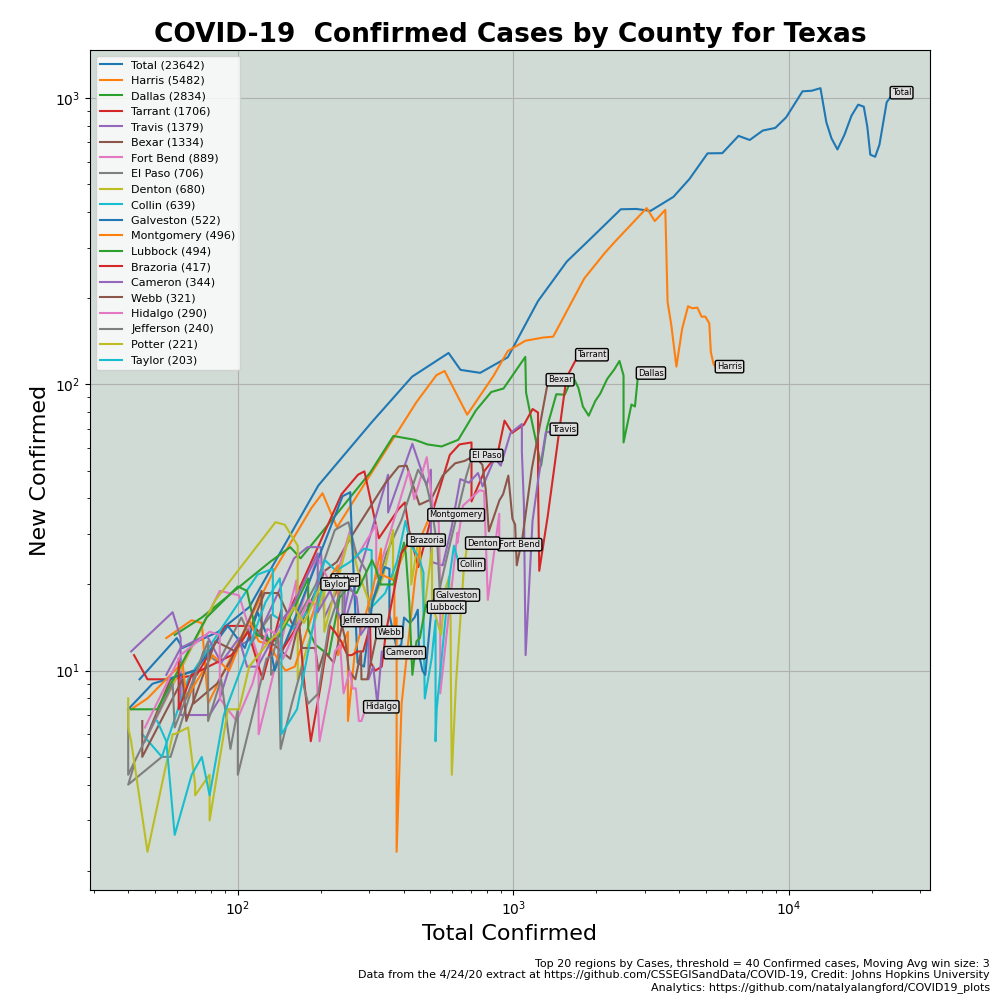 COVID-19  Confirmed Cases by County for Texas
Total (23642)
Harris (5482)
Dallas (2834)
Tarrant (1706)
Travis (1379)
Bexar (1334)
Fort Bend (889)
El Paso (706)
Denton (680)
Collin (639)
Galveston (522)
Montgomery (496)
Lubbock (494)
Brazoria (417)
Cameron (344)
Webb (321)
Hidalgo (290)
Jefferson (240)
Potter (221)
Taylor (203)
10³
10²
10¹
New Confirmed
Total
Tarrant
Harris
Dallas
Bexar
Travis
El Paso
Montgomery
Brazoria
Denton
Fort Bend
Collin
Taylor
Galveston
Lubbock
Jefferson
Webb
Cameron
Hidalgo
10²
10³
10⁴
Total Confirmed
Top 20 regions by Cases, threshold = 40 Confirmed cases, Moving Avg win size: 3
Data from the 4/24/20 extract at https://github.com/CSSEGISandData/COVID-19, Credit: Johns Hopkins University
Analytics: https://github.com/natalyalangford/COVID19_plots